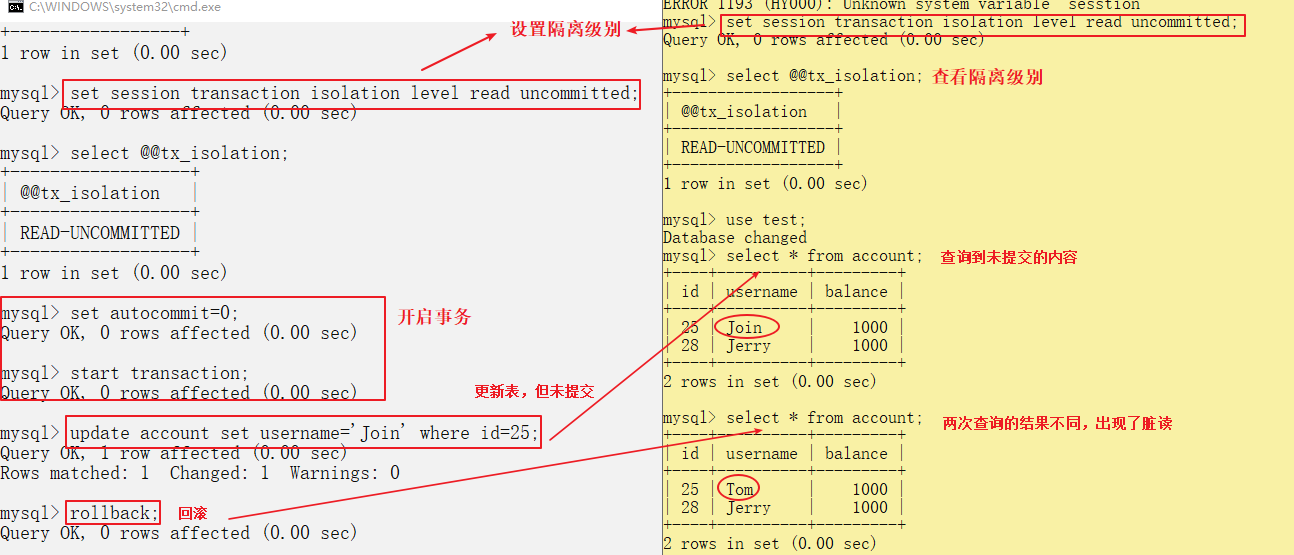 C:\WINDOWS\system32\cmd.exe
+-----------------+
1 row in set (0.00 sec)
设置隔离级别
mysql> set session transaction isolation level read uncommitted;
Query OK, 0 rows affected (0.00 sec)
mysql> select @@tx_isolation;
+------------------+
| @@tx_isolation   |
+------------------+
| READ-UNCOMMITTED |
+------------------+
1 row in set (0.00 sec)
mysql> set autocommit=0;
开启事务
Query OK, 0 rows affected (0.00 sec)
mysql> start transaction;
Query OK, 0 rows affected (0.00 sec)
更新表，但未提交
mysql> update account set username='Join' where id=25;
Query OK, 1 row affected (0.00 sec)
Rows matched: 1  Changed: 1  Warnings: 0
mysql> rollback;
回滚
Query OK, 0 rows affected (0.00 sec)
ERROR 1193 (HY000): Unknown system variable 'sesstion'
mysql> set session transaction isolation level read uncommitted;
Query OK, 0 rows affected (0.00 sec)
mysql> select @@tx_isolation;
查看隔离级别
+------------------+
| @@tx_isolation   |
+------------------+
| READ-UNCOMMITTED |
+------------------+
1 row in set (0.00 sec)
mysql> use test;
Database changed
mysql> select * from account;
查询到未提交的内容
+----+----------+---------+
| id | username | balance |
+----+----------+---------+
| 25 | Join     |    1000 |
| 28 | Jerry    |    1000 |
+----+----------+---------+
2 rows in set (0.00 sec)
mysql> select * from account;
两次查询的结果不同，出现了脏读
+----+----------+---------+
| id | username | balance |
+----+----------+---------+
| 25 | Tom      |    1000 |
| 28 | Jerry    |    1000 |
+----+----------+---------+
2 rows in set (0.00 sec)